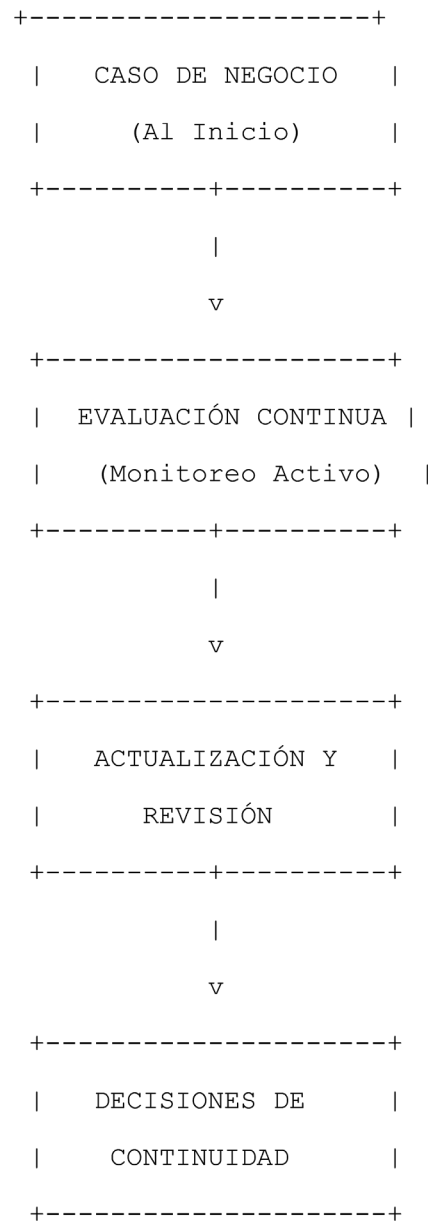 +---------------------+
| CASO DE NEGOCIO |
| (Al Inicio) |
+----------+----------+
|
v
+---------------------+
| EVALUACIÓN CONTINUA |
| (Monitoreo Activo) |
+----------+----------+
|
v
+---------------------+
| ACTUALIZACIÓN Y |
| REVISIÓN |
+----------+----------+
|
v
+---------------------+
| DECISIONES DE |
| CONTINUIDAD |
+---------------------+